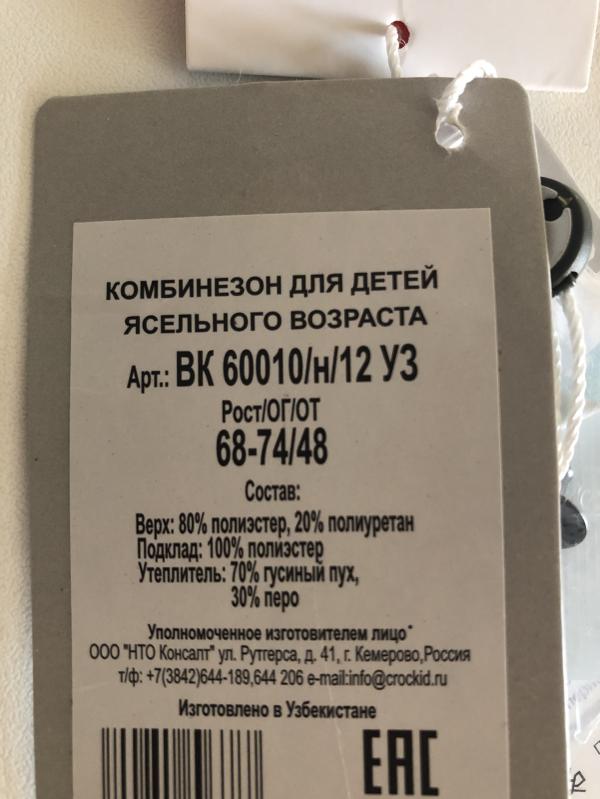 КОМБИНЕЗОН ДЛЯ ДЕТЕЙ
ЯСЕЛЬНОГО ВОЗРАСТА
Арт.: ВК 60010/н/12 УЗ
Рост/ОГ/ОТ
68-74/48
Состав:
Верх: 80% полиэстер, 20% полиуретан
Подклад: 100% полиэстер
Утеплитель: 70% гусиный пух,
30% перо
Уполномоченное изготовителем лицо*
ООО "НТО Консалт" ул. Рутгерса, д. 41, г. Кемерово,Россия
т/ф: +7(3842)644-189,644 206 e-mail:info@crockid.ru
Изготовлено в Узбекистане
ЕАС